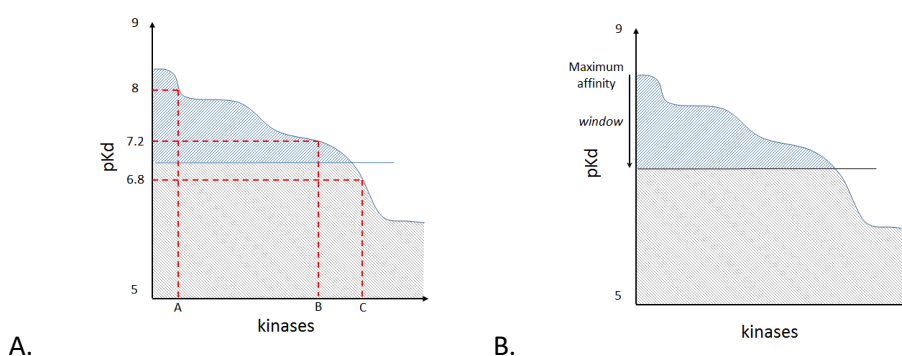 9
8
7.2
6.8
5
pKd
A B C
kinases
A.
9
Maximum
affinity
window
pKd
5
kinases
B.